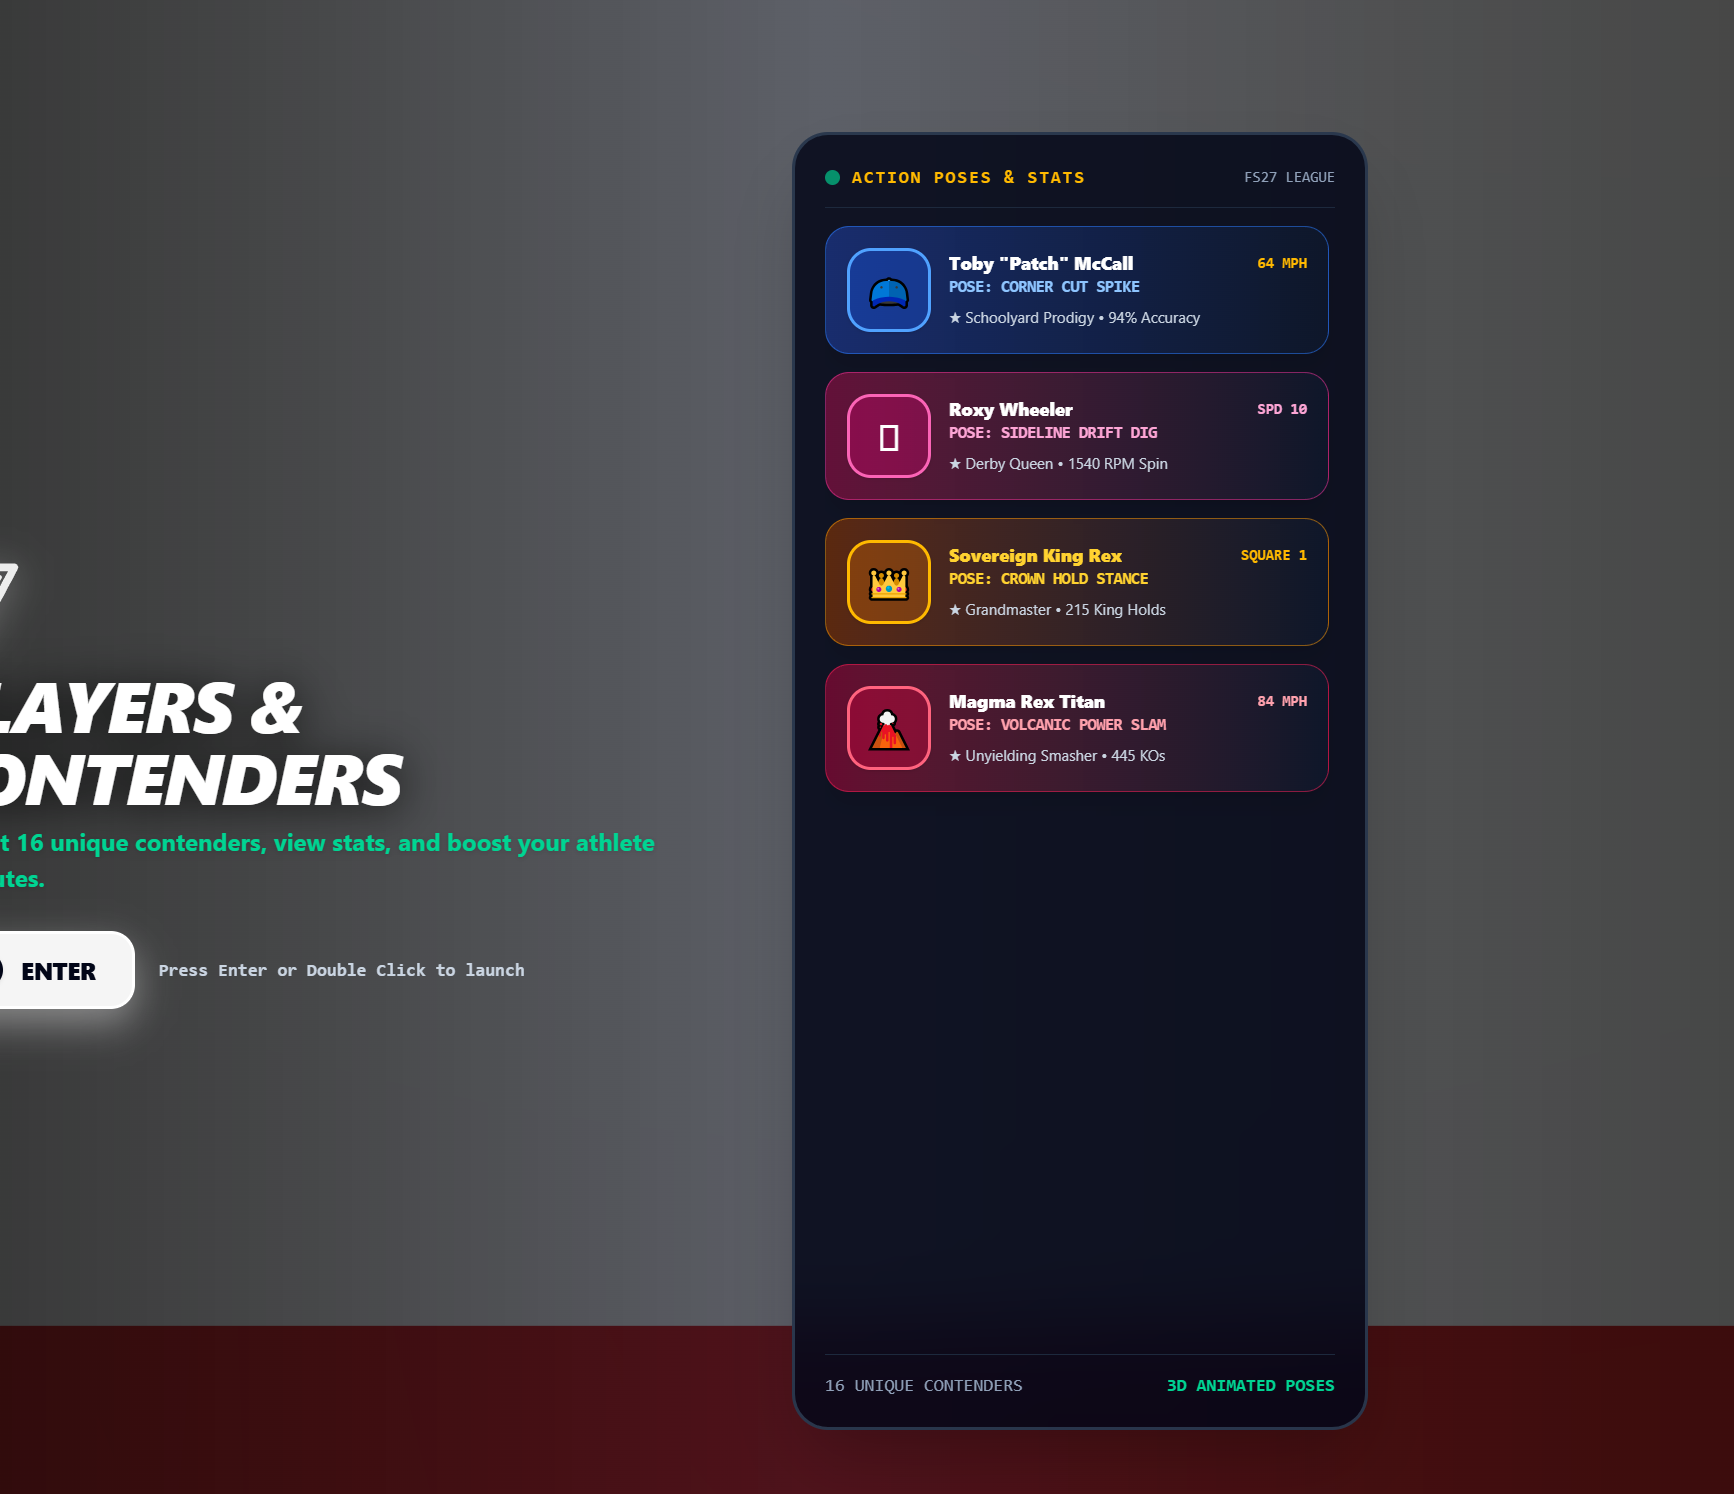 7
LAYERS &
ONTENDERS
t 16 unique contenders, view stats, and boost your athlete
utes.
ENTER
Press Enter or Double Click to launch
ACTION POSES & STATS
FS27 LEAGUE
Toby "Patch" McCall
64 MPH
POSE: CORNER CUT SPIKE
★ Schoolyard Prodigy • 94% Accuracy
Roxy Wheeler
SPD 10
POSE: SIDELINE DRIFT DIG
★ Derby Queen • 1540 RPM Spin
Sovereign King Rex
SQUARE 1
POSE: CROWN HOLD STANCE
★ Grandmaster • 215 King Holds
Magma Rex Titan
84 MPH
POSE: VOLCANIC POWER SLAM
★ Unyielding Smasher • 445 KOs
16 UNIQUE CONTENDERS
3D ANIMATED POSES